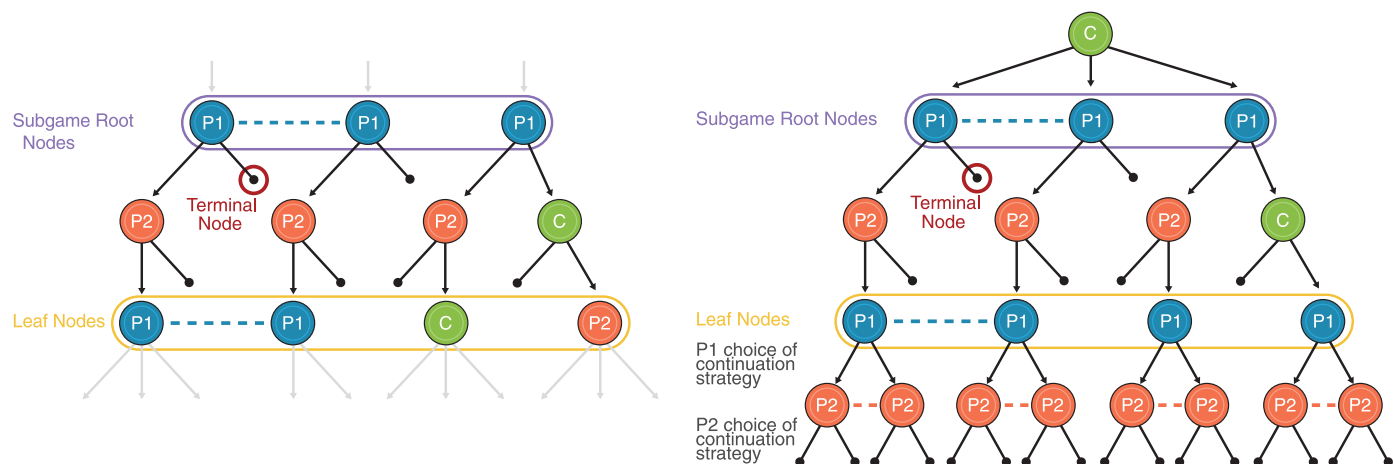 Subgame Root
Nodes
P1
P1
P1
Terminal
Node
P2
P2
P2
C
Leaf Nodes
P1
P1
C
P2
C
Subgame Root Nodes
P1
P1
P1
Terminal
Node
P2
P2
P2
C
Leaf Nodes
P1
P1
P1
P1
P1 choice of
continuation
strategy
P2
P2
P2
P2
P2
P2
P2
P2
P2 choice of
continuation
strategy